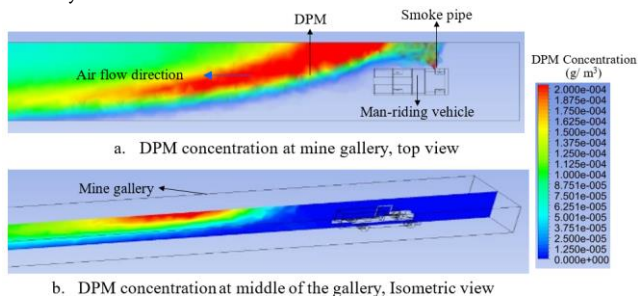 DPM
Smoke pipe
Air flow direction
Man-riding vehicle
a. DPM concentration at mine gallery, top view
Mine gallery
b. DPM concentration at middle of the gallery, Isometric view
DPM Concentration
(g/ m³)
2.000e-004
1.875e-004
1.750e-004
1.625e-004
1.500e-004
1.375e-004
1.250e-004
1.125e-004
1.000e-004
8.751e-005
7.501e-005
6.251e-005
5.001e-005
3.751e-005
2.500e-005
1.250e-005
0.000e+000